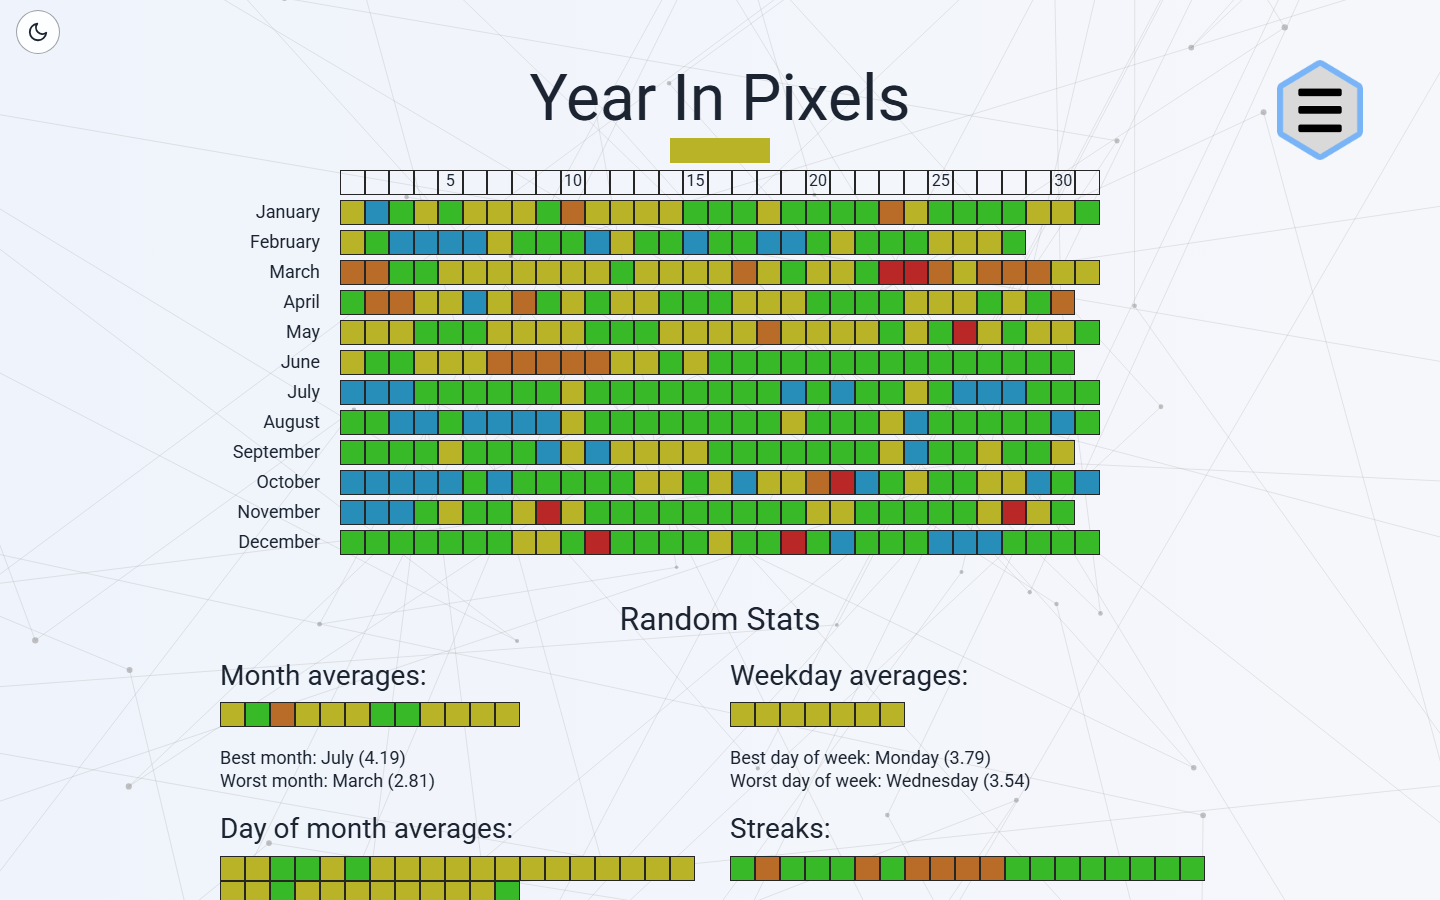 Year In Pixels
5 10 15 20 25 30
January
February
March
April
May
June
July
August
September
October
November
December
Random Stats
Month averages:
Best month: July (4.19)
Worst month: March (2.81)
Weekday averages:
Best day of week: Monday (3.79)
Worst day of week: Wednesday (3.54)
Day of month averages:
Streaks: